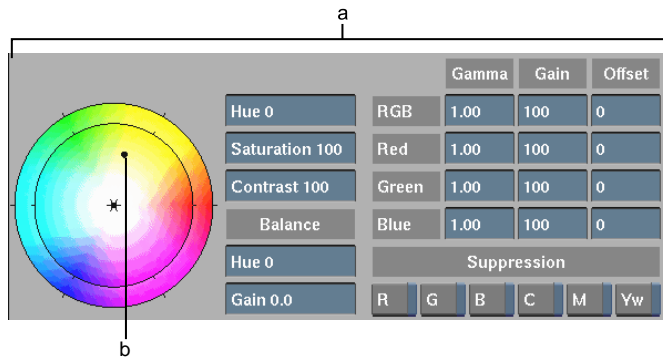 a
Gamma Gain Offset
Hue 0 RGB 1.00 100 0
Saturation 100 Red 1.00 100 0
Contrast 100 Green 1.00 100 0
Balance Blue 1.00 100 0
Hue 0 Suppression
Gain 0.0 R G B C M Yw
b